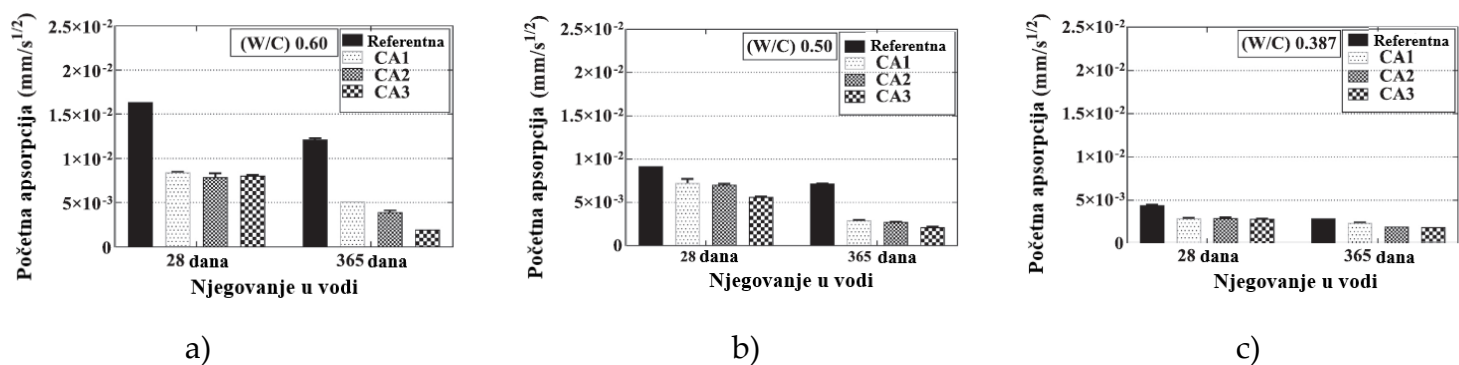 Početna apsorpcija (mm/s^1/2)
2.5×10⁻²
2×10⁻²
1.5×10⁻²
1×10⁻²
5×10⁻³
0
(W/C) 0.60
Referentna
CA1
CA2
CA3
28 dana
365 dana
Njegovanje u vodi
a)
Početna apsorpcija (mm/s^1/2)
2.5×10⁻²
2×10⁻²
1.5×10⁻²
1×10⁻²
5×10⁻³
0
(W/C) 0.50
Referentna
CA1
CA2
CA3
28 dana
365 dana
Njegovanje u vodi
b)
Početna apsorpcija (mm/s^1/2)
2.5×10⁻²
2×10⁻²
1.5×10⁻²
1×10⁻²
5×10⁻³
0
(W/C) 0.387
Referentna
CA1
CA2
CA3
28 dana
365 dana
Njegovanje u vodi
c)